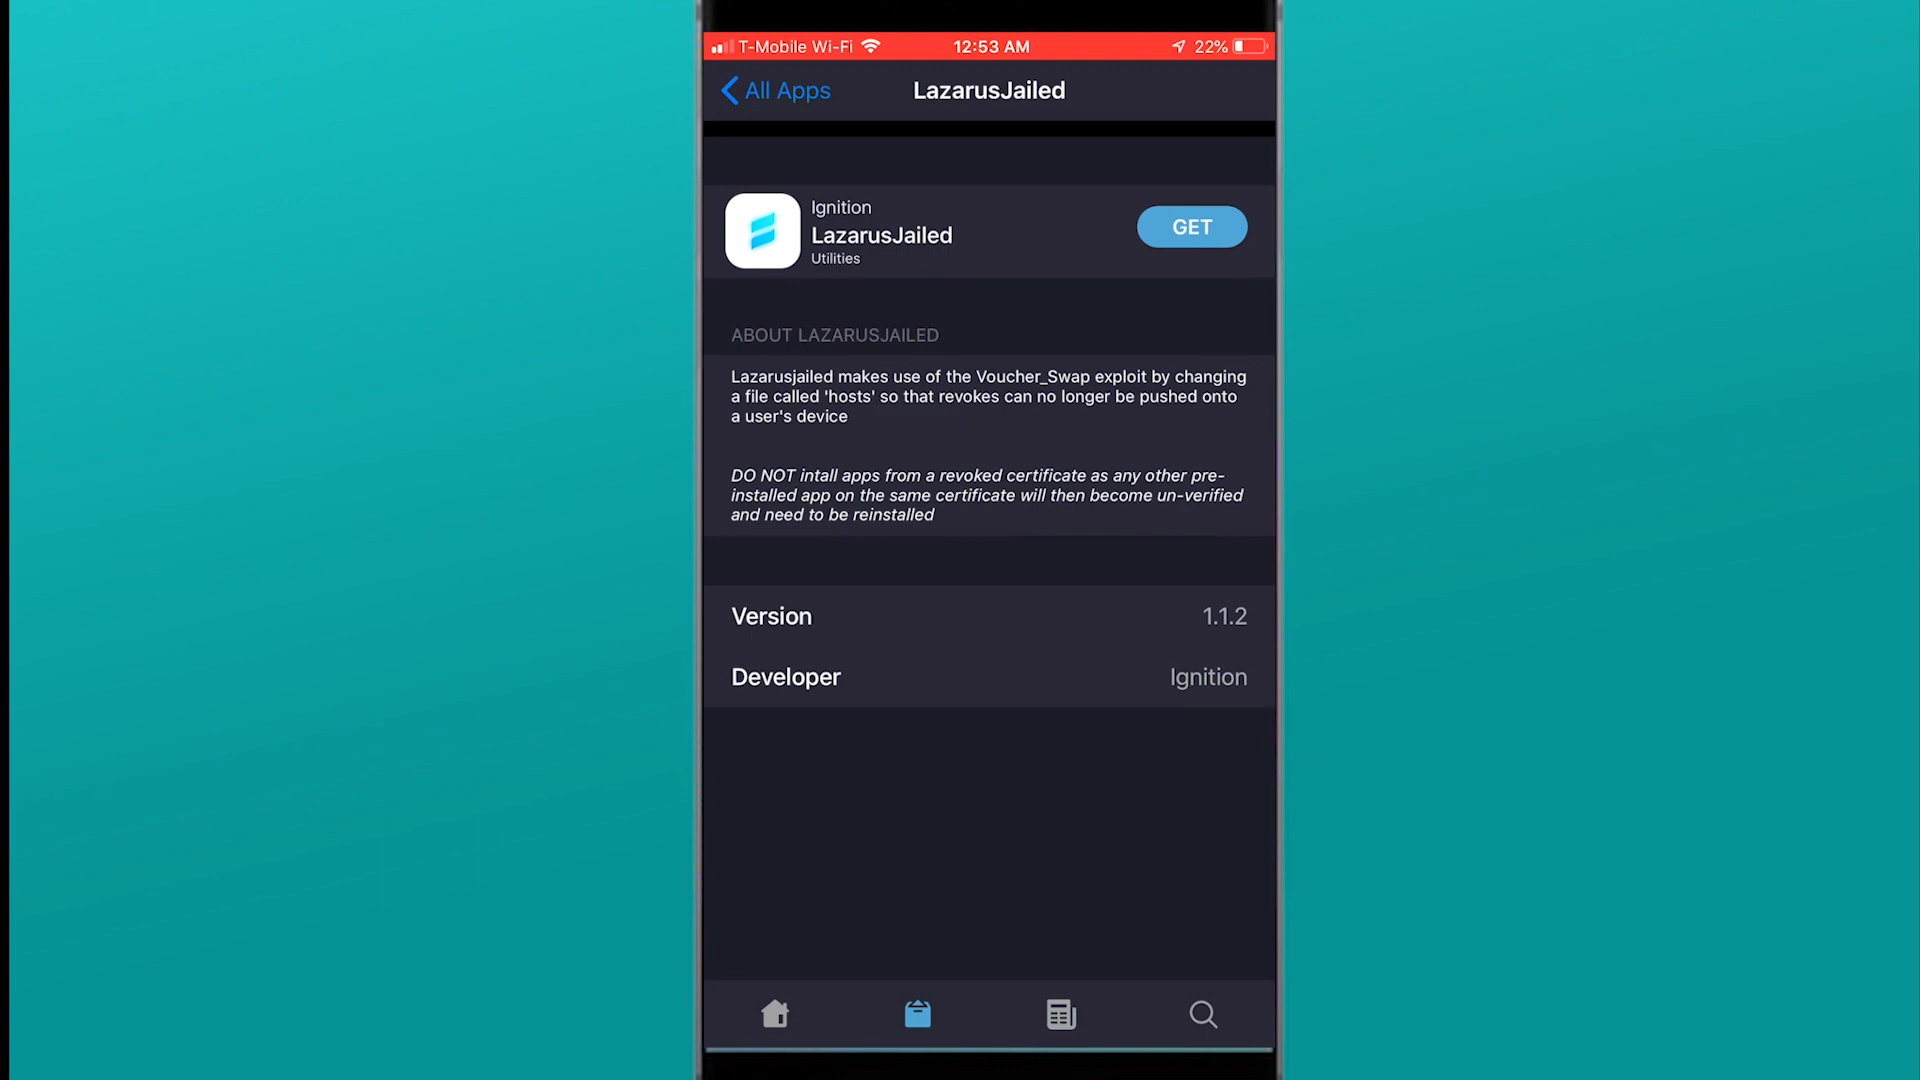 T-Mobile Wi-Fi 12:53 AM 22%
All Apps LazarusJailed
Ignition
LazarusJailed
Utilities
GET
ABOUT LAZARUSJAILED
Lazarusjailed makes use of the Voucher_Swap exploit by changing
a file called 'hosts' so that revokes can no longer be pushed onto
a user's device
DO NOT intall apps from a revoked certificate as any other pre-
installed app on the same certificate will then become un-verified
and need to be reinstalled
Version 1.1.2
Developer Ignition